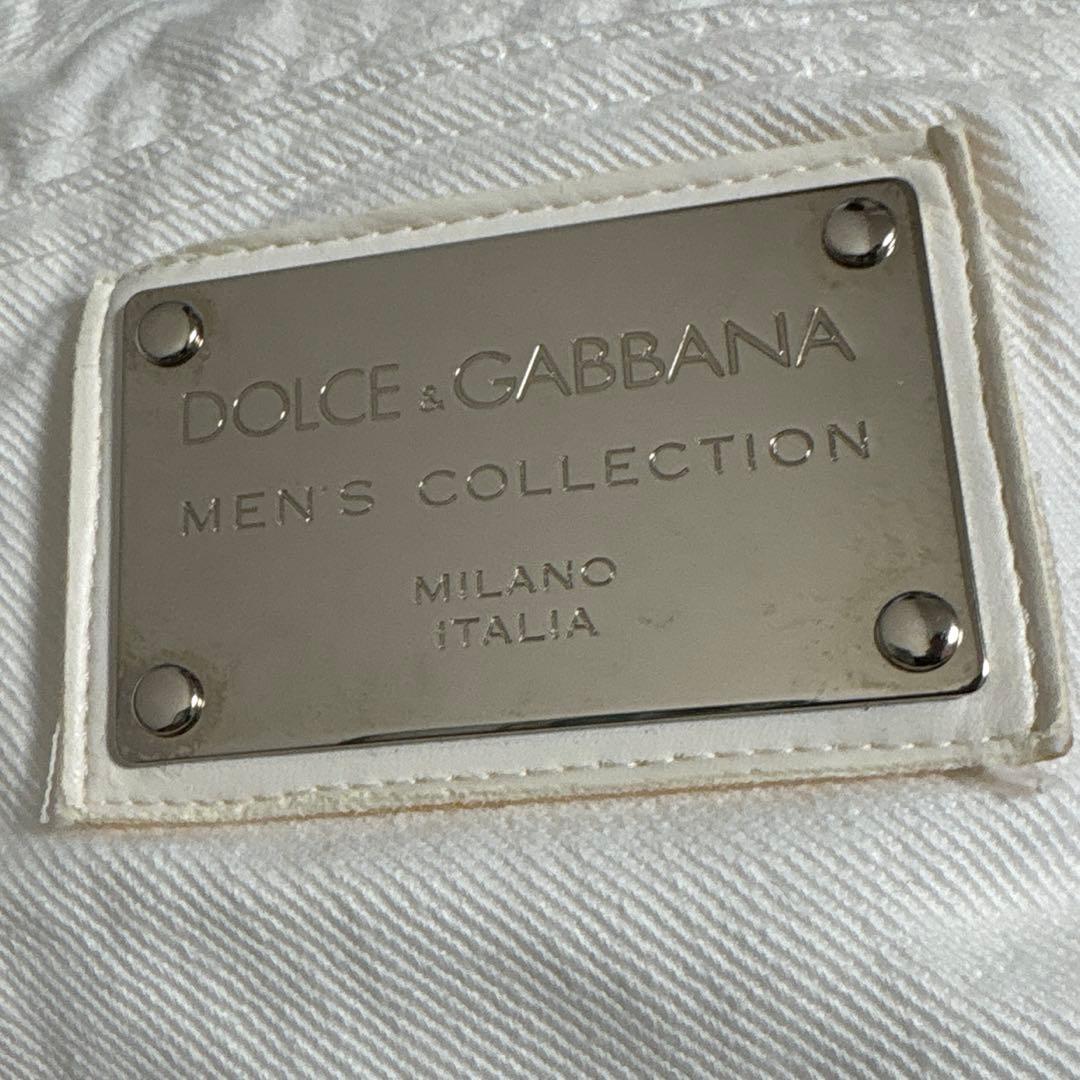 DOLCE & GABBANA
MEN'S COLLECTION
MILANO
ITALIA